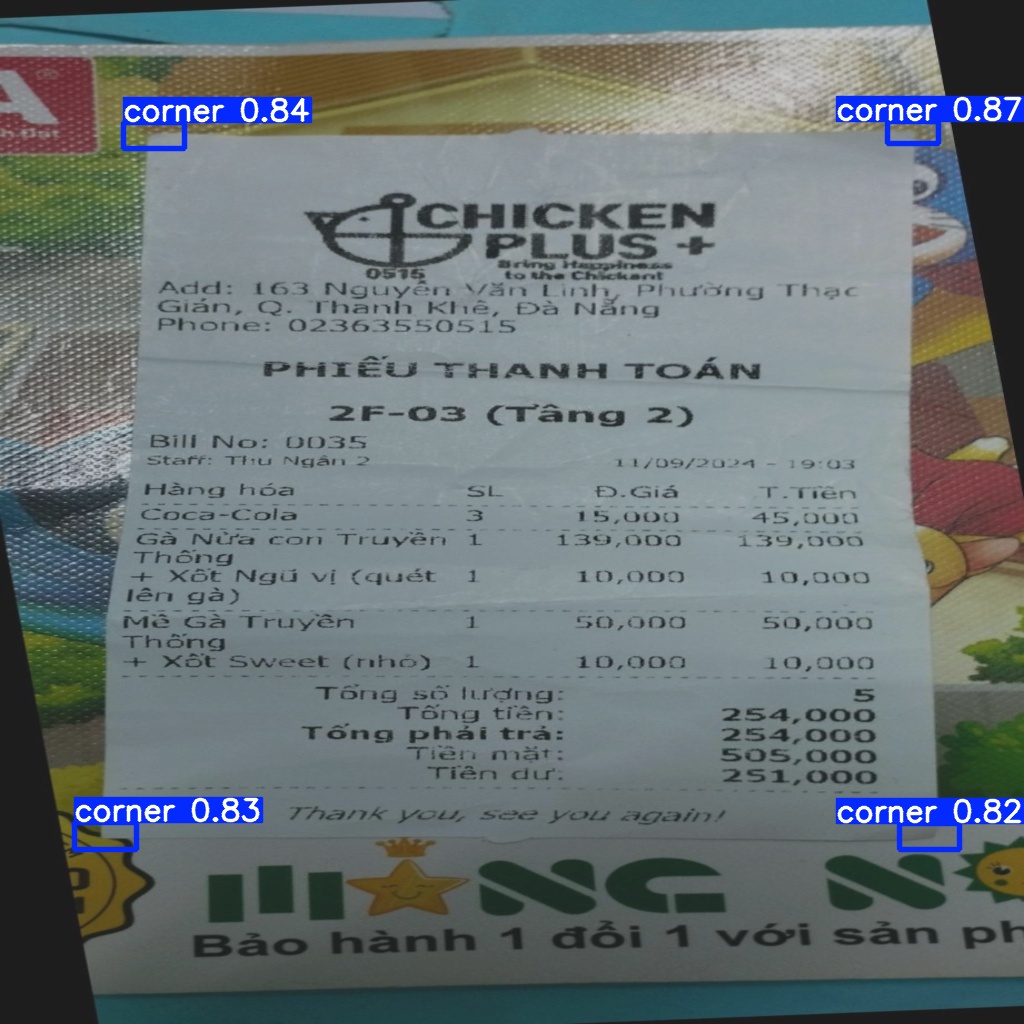 A®
corner 0.84
corner 0.87
CHICKEN
PLUS +
Bring Happiness
to the Chickent
0515
Add: 163 Nguyễn Văn Linh, Phường Thạc
Gián, Q. Thanh Khê, Đà Nẵng
Phone: 02363550515
PHIẾU THANH TOÁN
2F-03 (Tầng 2)
Bill No: 0035
Staff: Thu Ngân 2 11/09/2024 - 19:03
Hàng hóa SL Đ.Giá T.Tiền
Coca-Cola 3 15,000 45,000
Gà Nửa con Truyền 1 139,000 139,000
Thống
+ Xốt Ngũ vị (quét 1 10,000 10,000
lên gà)
Mề Gà Truyền 1 50,000 50,000
Thống
+ Xốt Sweet (nhỏ) 1 10,000 10,000
Tổng số lượng: 5
Tổng tiền: 254,000
Tổng phải trả: 254,000
Tiền mặt: 505,000
Tiền dư: 251,000
corner 0.83
Thank you, see you again!
corner 0.82
NG N
Bảo hành 1 đổi 1 với sản ph